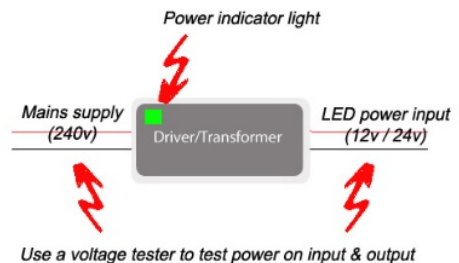 Power indicator light
Mains supply
(240v)
Driver/Transformer
LED power input
(12v / 24v)
Use a voltage tester to test power on input & output